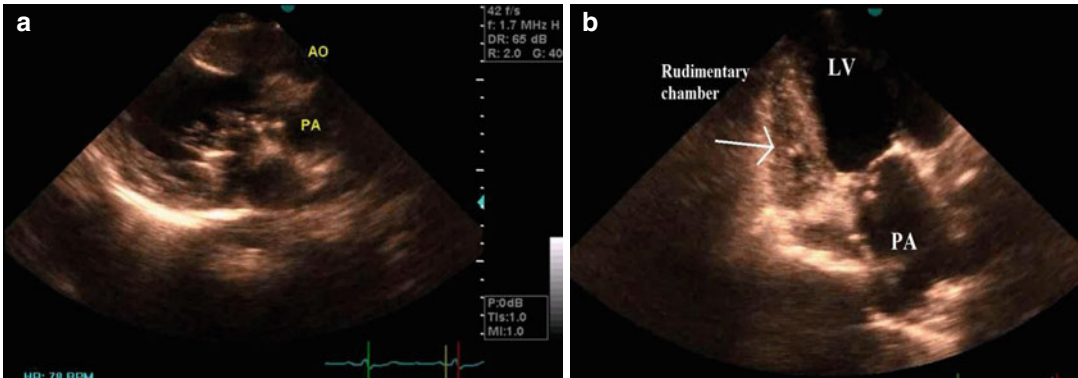 a
42 f/s
f: 1.7 MHz H
DR: 65 dB
R: 2.0 G: 40
AO
PA
P:0dB
TIs:1.0
MI:1.0
HR: 78 BPM
b
LV
Rudimentary
chamber
PA